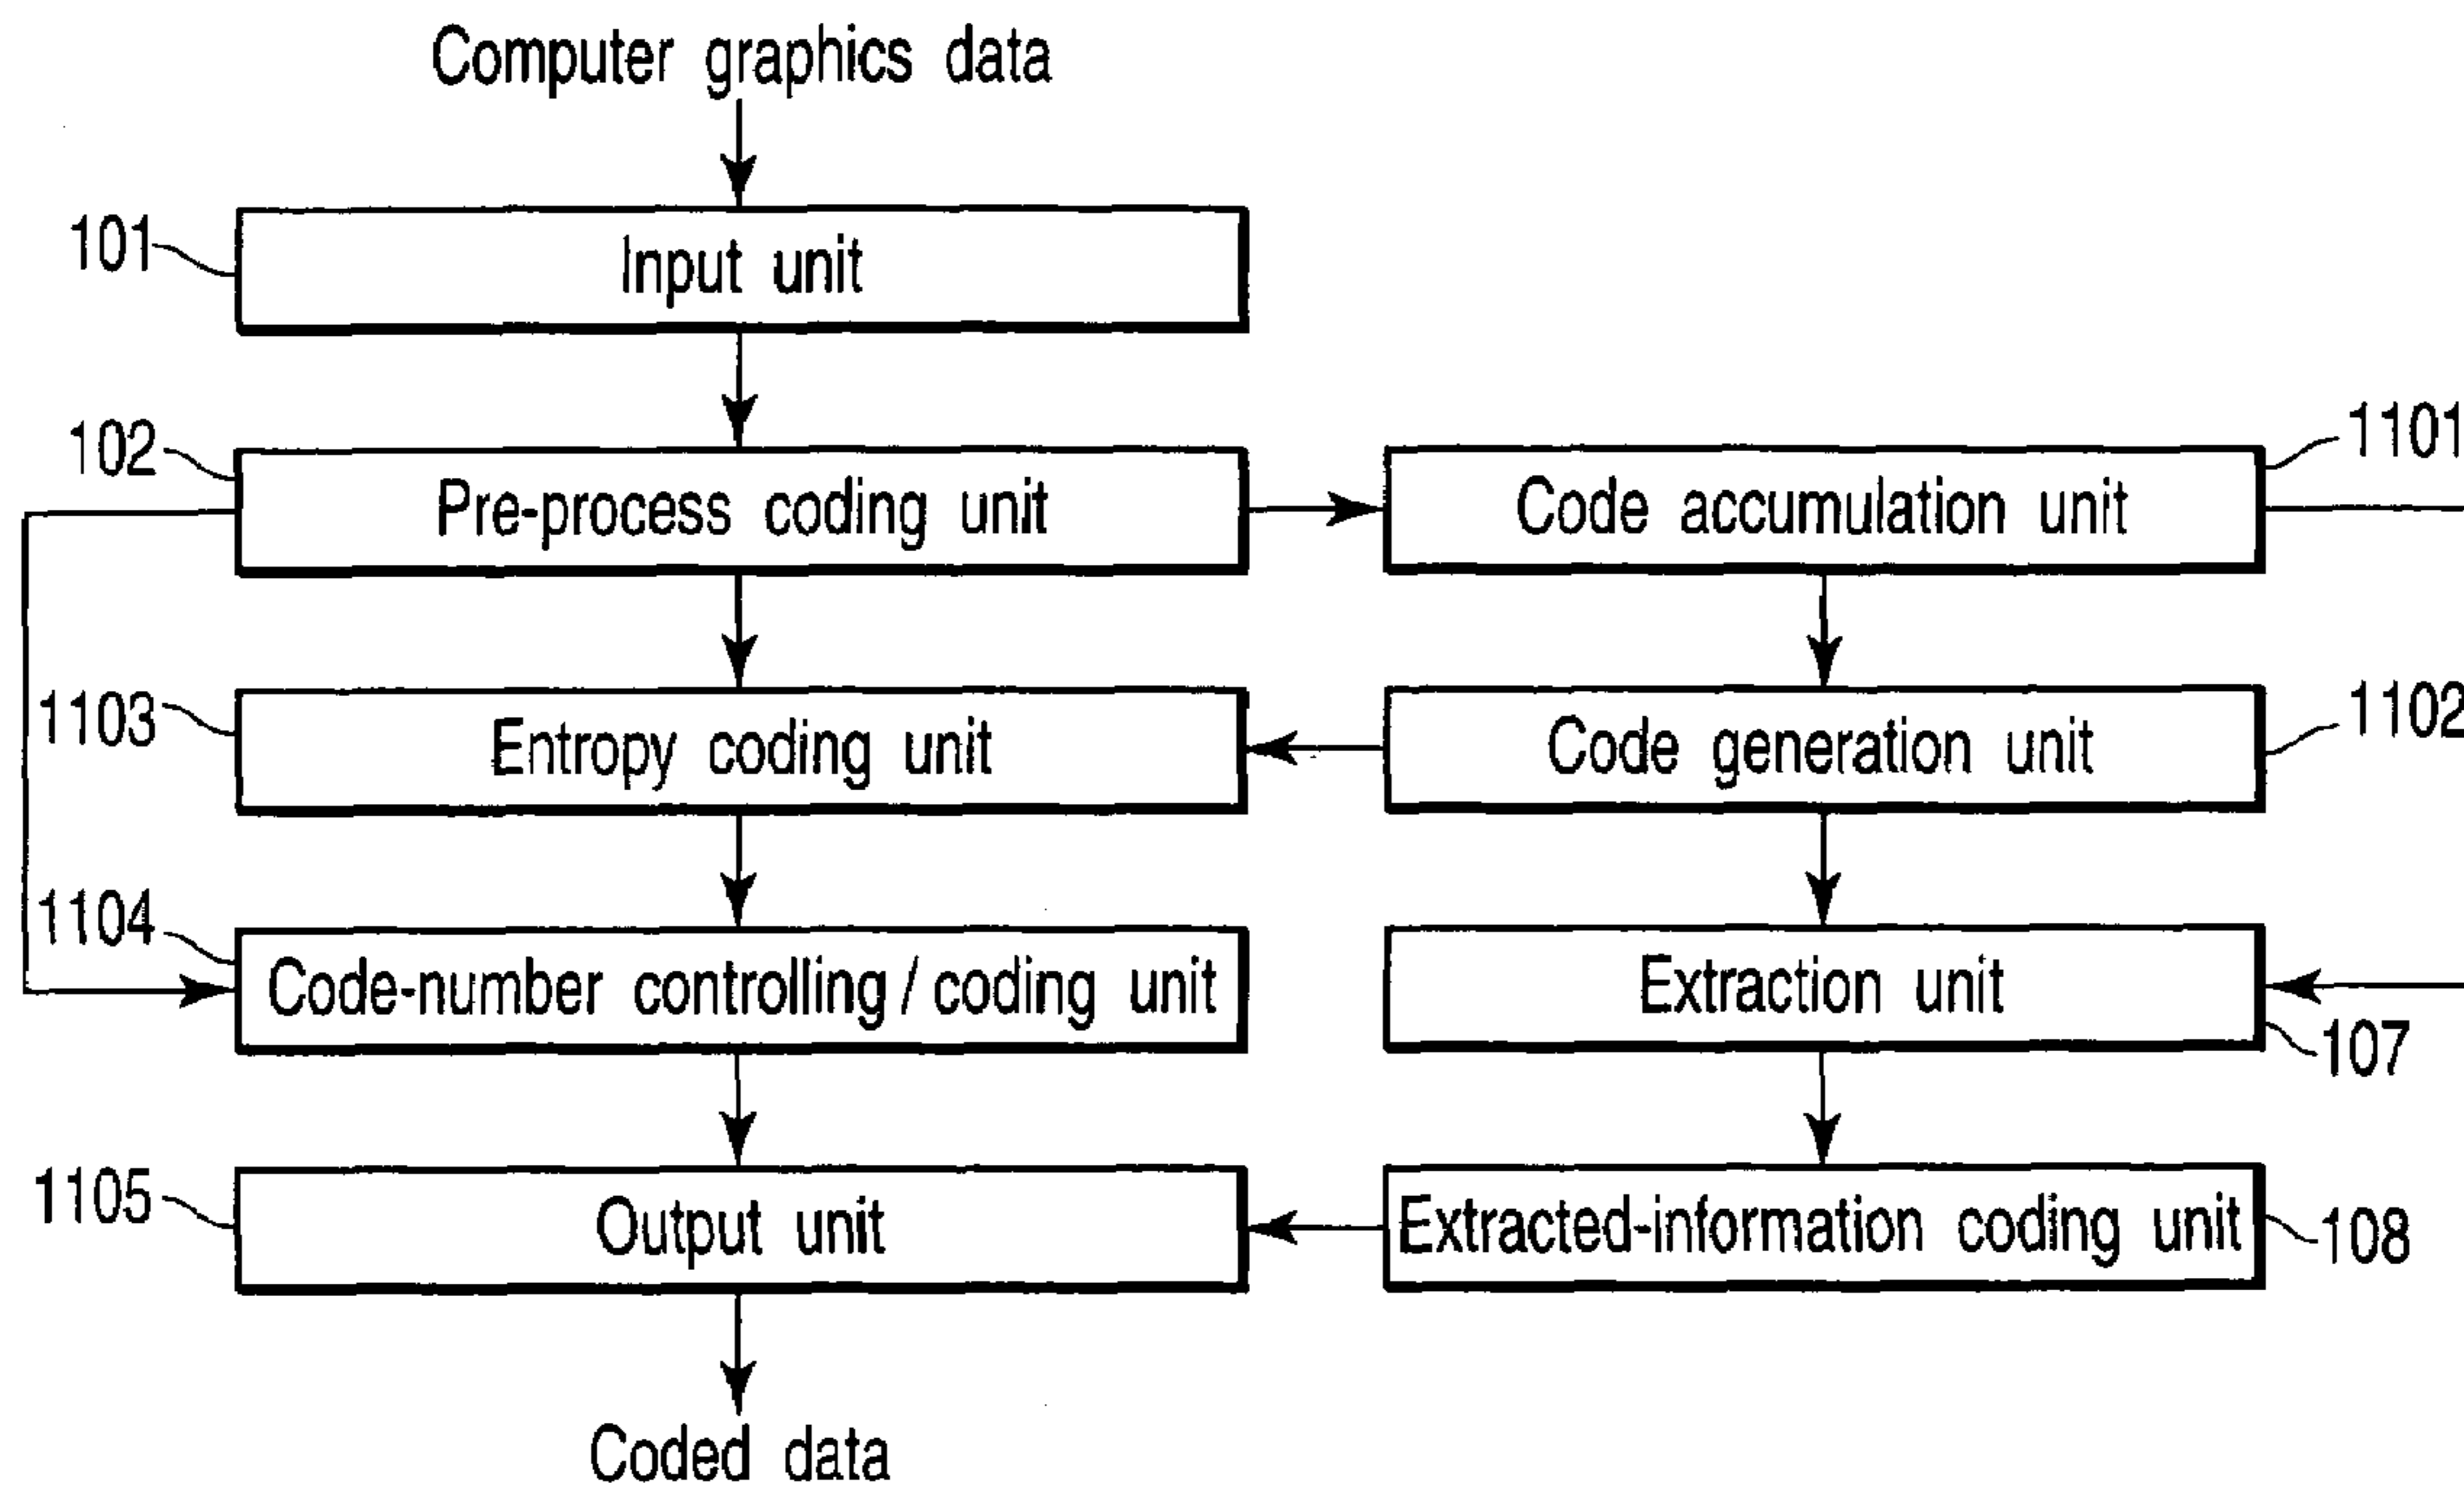 Computer graphics data
101
Input unit
102
Pre-process coding unit
Code accumulation unit
1101
1103
Entropy coding unit
Code generation unit
1102
1104
Code-number controlling / coding unit
Extraction unit
107
1105
Output unit
Extracted-information coding unit
108
Coded data